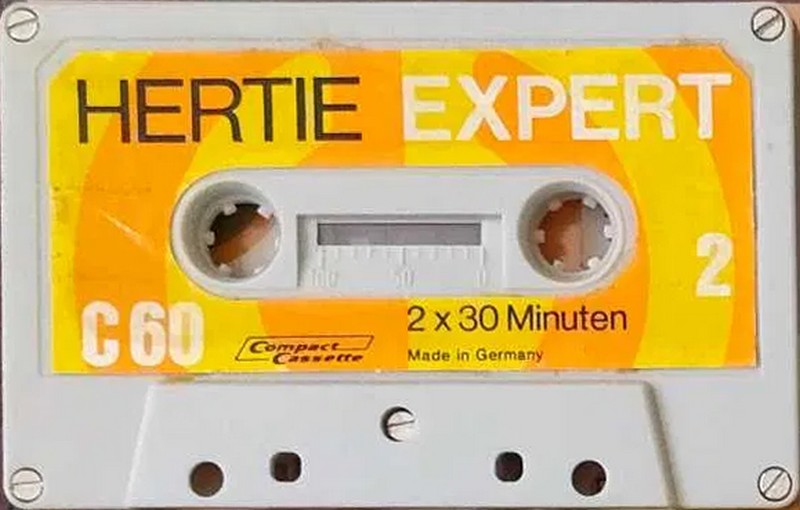 HERTIE EXPERT
100 50 0
2
C 60
2 x 30 Minuten
Compact
Cassette
Made in Germany